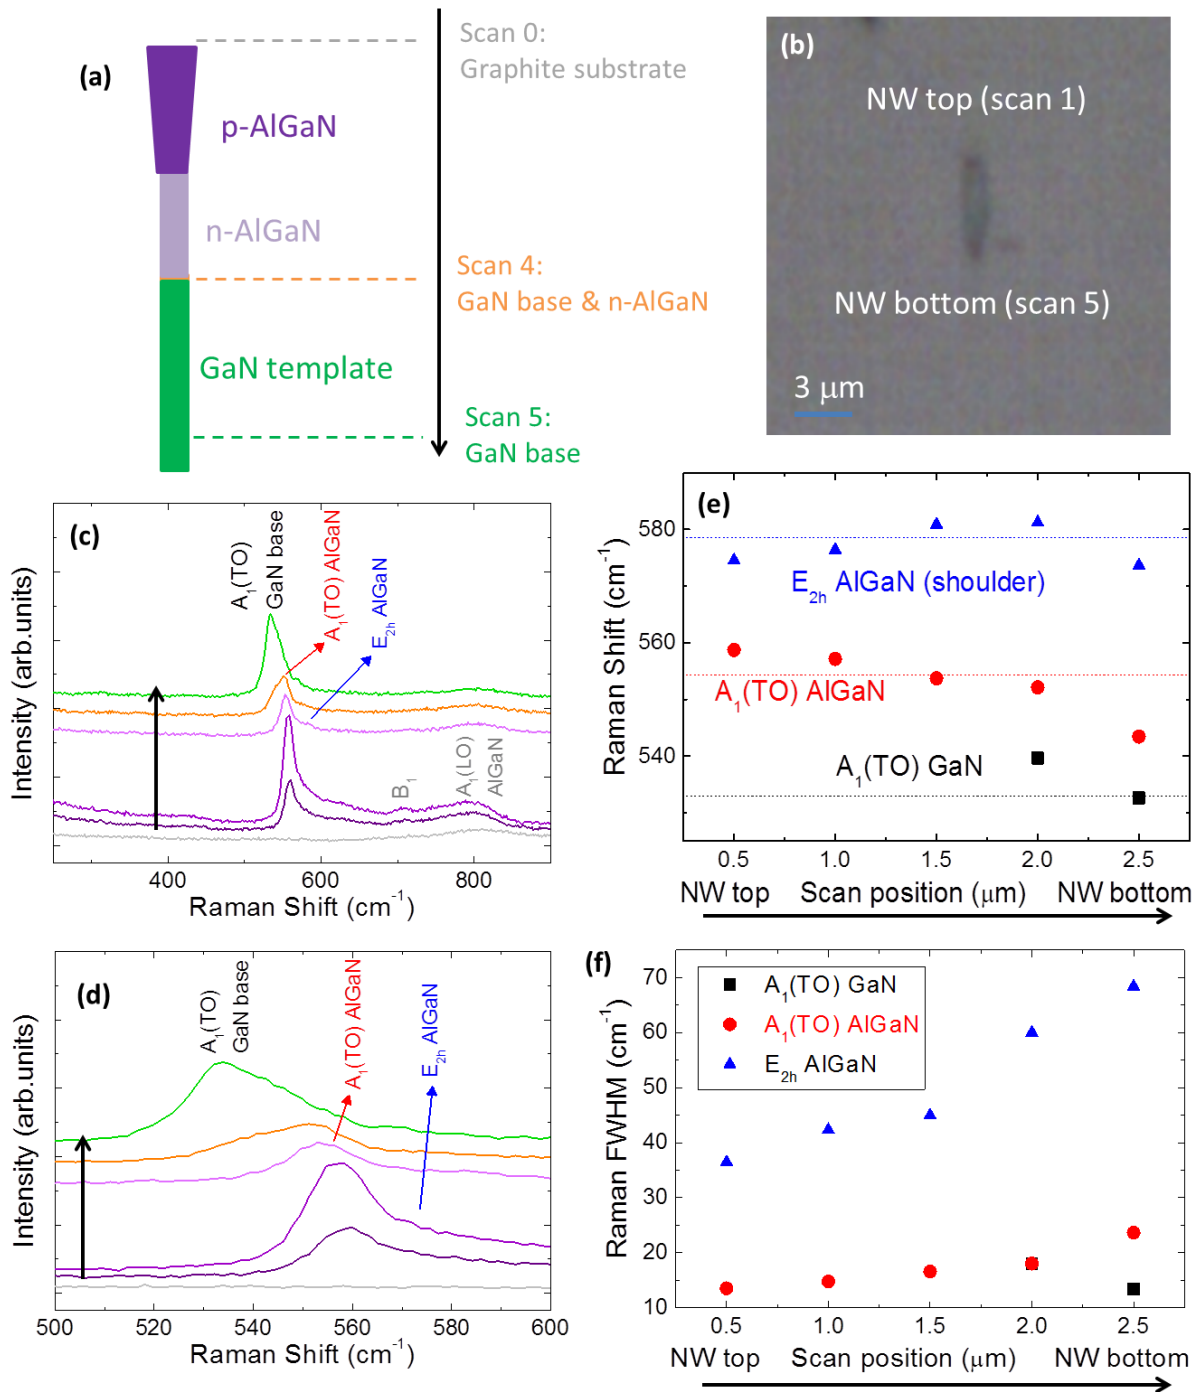 (a)
Scan 0:
Graphite substrate
p-AlGaN
n-AlGaN
Scan 4:
GaN base & n-AlGaN
GaN template
Scan 5:
GaN base
(b)
NW top (scan 1)
NW bottom (scan 5)
3 μm
(c)
A₁(TO)
GaN base
A₁(TO) AlGaN
E₂ₕ AlGaN
B₁
A₁(LO)
AlGaN
Intensity (arb.units)
400 600 800
Raman Shift (cm⁻¹)
(d)
A₁(TO)
GaN base
A₁(TO) AlGaN
E₂ₕ AlGaN
Intensity (arb.units)
500 520 540 560 580 600
Raman Shift (cm⁻¹)
(e)
Raman Shift (cm⁻¹)
580
560
540
E₂ₕ AlGaN (shoulder)
A₁(TO) AlGaN
A₁(TO) GaN
0.5 1.0 1.5 2.0 2.5
NW top Scan position (μm) NW bottom
(f)
Raman FWHM (cm⁻¹)
70
60
50
40
30
20
10
A₁(TO) GaN
A₁(TO) AlGaN
E₂ₕ AlGaN
0.5 1.0 1.5 2.0 2.5
NW top Scan position (μm) NW bottom